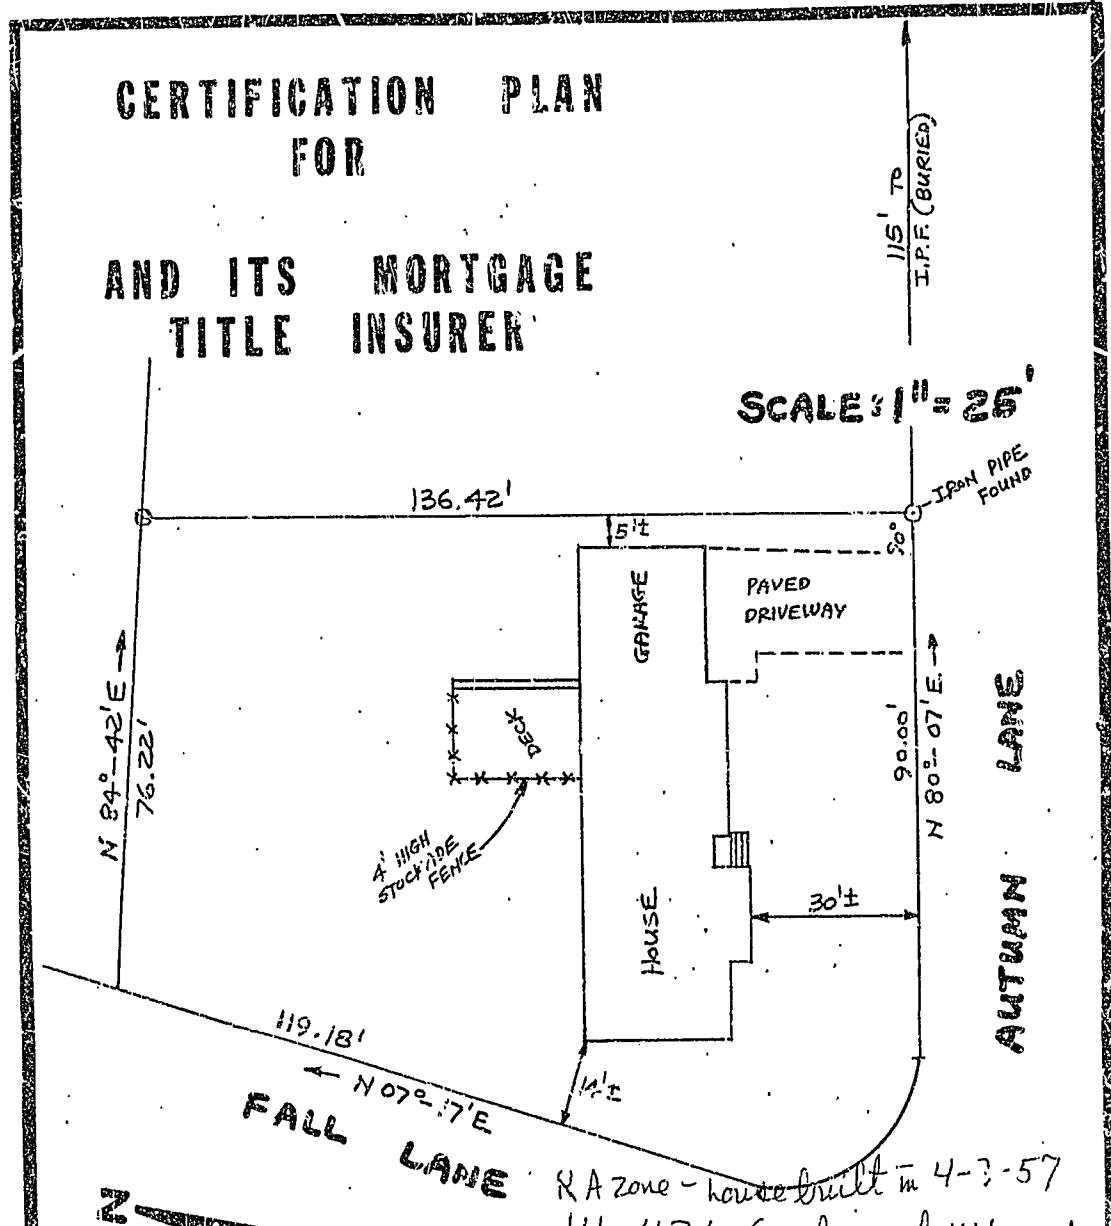 CERTIFICATION PLAN
FOR
AND ITS MORTGAGE
TITLE INSURER
115' TO
I.P.F. (BURIED)
SCALE: 1" = 25'
IRON PIPE
FOUND
136.42'
5'±
90°
GARAGE
PAVED
DRIVEWAY
N 84°-42' E
76.22'
DECK
90.00'
N 80°-07' E
AUTUMN LANE
4' HIGH
STOCKADE
FENCE
HOUSE
30'±
119.18'
N 07°-17' E
14'±
FALL LANE
RA zone - house built in 4-3-57
N